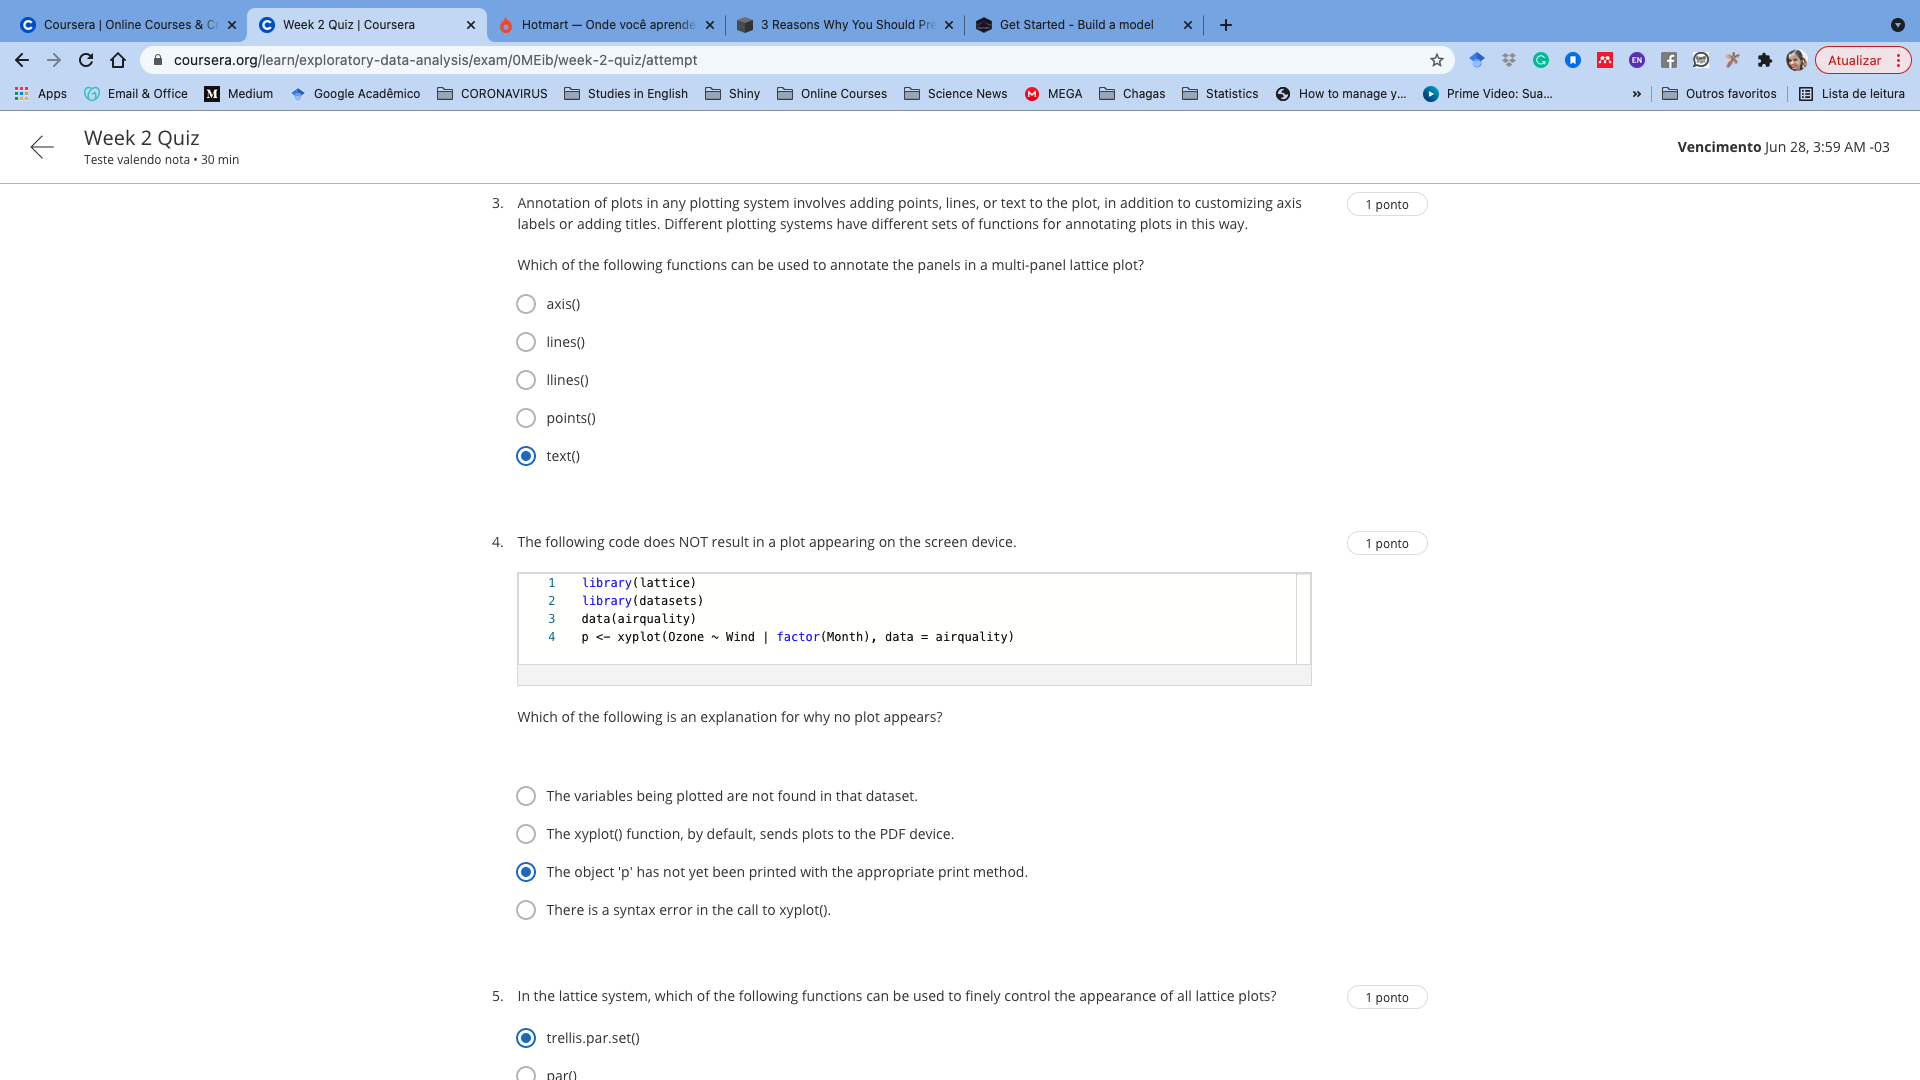 Coursera | Online Courses & C
Week 2 Quiz | Coursera
Hotmart — Onde você aprende
3 Reasons Why You Should Pre
Get Started - Build a model
coursera.org/learn/exploratory-data-analysis/exam/0MEib/week-2-quiz/attempt
EN
Atualizar
Apps
Email & Office
Medium
Google Acadêmico
CORONAVIRUS
Studies in English
Shiny
Online Courses
Science News
MEGA
Chagas
Statistics
How to manage y...
Prime Video: Sua...
»
Outros favoritos
Lista de leitura
Week 2 Quiz
Teste valendo nota • 30 min
Vencimento Jun 28, 3:59 AM -03
3. Annotation of plots in any plotting system involves adding points, lines, or text to the plot, in addition to customizing axis
labels or adding titles. Different plotting systems have different sets of functions for annotating plots in this way.
1 ponto
Which of the following functions can be used to annotate the panels in a multi-panel lattice plot?
axis()
lines()
llines()
points()
text()
4. The following code does NOT result in a plot appearing on the screen device.
1 ponto
1 library(lattice)
2 library(datasets)
3 data(airquality)
4 p <- xyplot(Ozone ~ Wind | factor(Month), data = airquality)
Which of the following is an explanation for why no plot appears?
The variables being plotted are not found in that dataset.
The xyplot() function, by default, sends plots to the PDF device.
The object 'p' has not yet been printed with the appropriate print method.
There is a syntax error in the call to xyplot().
5. In the lattice system, which of the following functions can be used to finely control the appearance of all lattice plots?
1 ponto
trellis.par.set()
par()